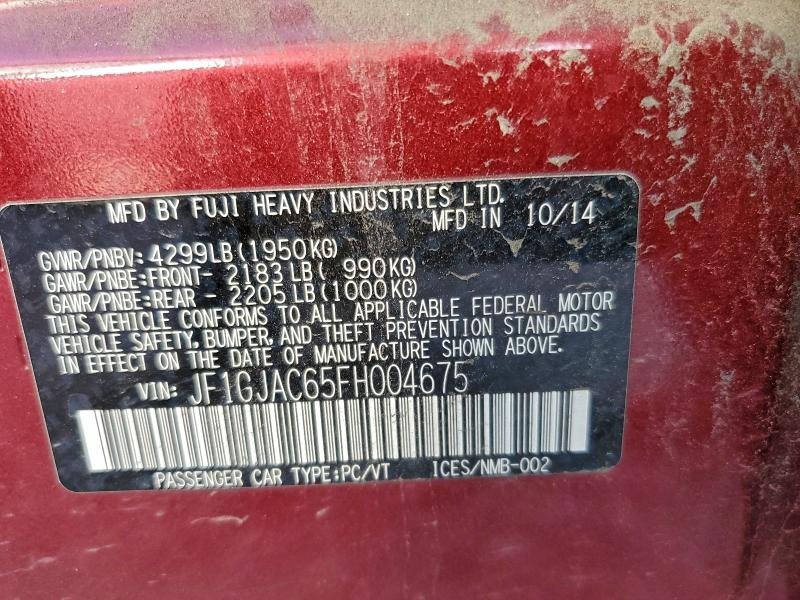 MFD BY FUJI HEAVY INDUSTRIES LTD.
MFD IN 10/14
GVWR/PNBV: 4299LB(1950KG)
GAWR/PNBE:FRONT- 2183LB( 990KG)
GAWR/PNBE:REAR - 2205LB(1000KG)
THIS VEHICLE CONFORMS TO ALL APPLICABLE FEDERAL MOTOR
VEHICLE SAFETY, BUMPER, AND THEFT PREVENTION STANDARDS
IN EFFECT ON THE DATE OF MANUFACTURE SHOWN ABOVE.
VIN: JF1GJAC65FH004675
PASSENGER CAR TYPE:PC/VT ICES/NMB-002